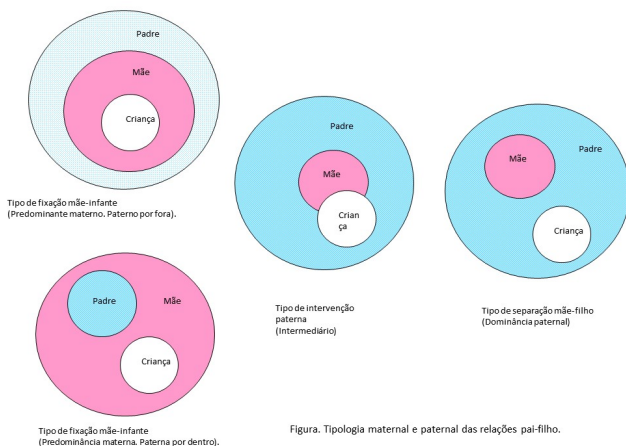 Padre
Mãe
Criança
Tipo de fixação mãe-infante
(Predominante materno. Paterno por fora).
Padre
Mãe
Crian
ça
Tipo de intervenção
paterna
(Intermediário)
Mãe
Padre
Criança
Tipo de separação mãe-filho
(Dominância paternal)
Padre
Mãe
Criança
Tipo de fixação mãe-infante
(Predominância materna. Paterna por dentro).
Figura. Tipologia maternal e paternal das relações pai-filho.